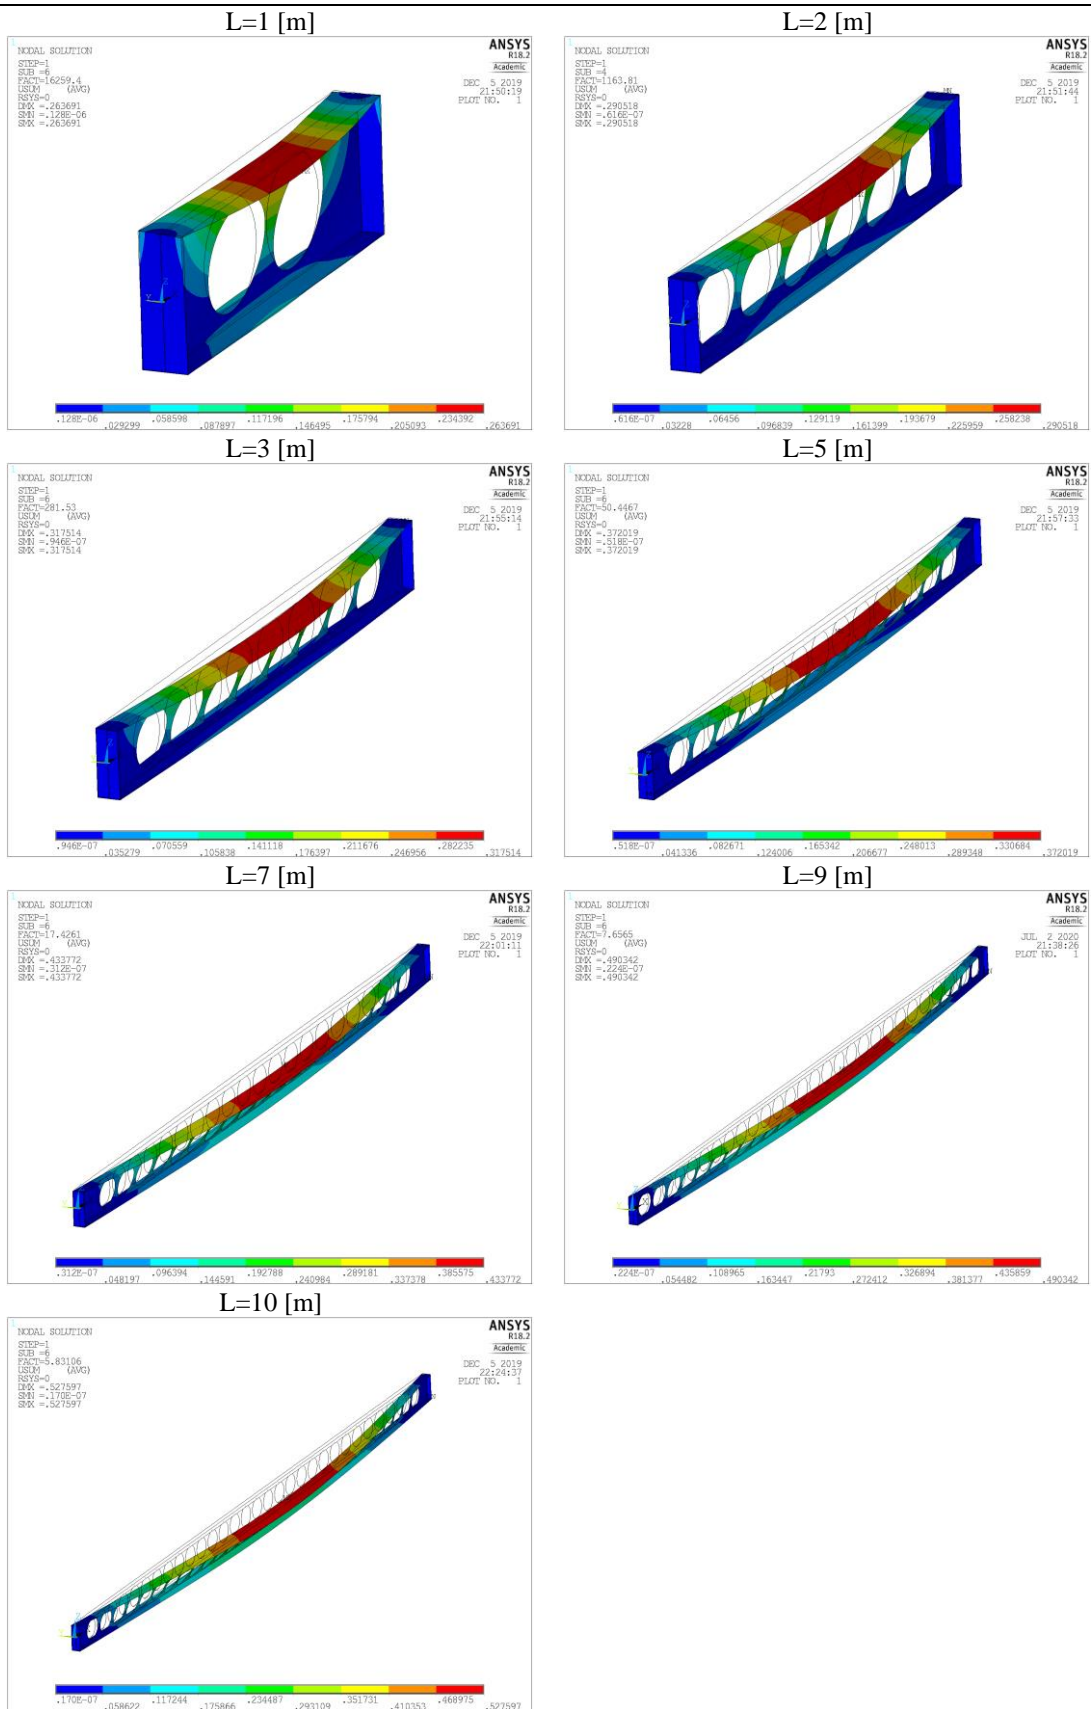 L=1 [m]
1
NODAL SOLUTION
STEP=1
SUB =6
FACT=16259.4
USUM (AVG)
RSYS=0
DMX =.263691
SMN =.128E-06
SMX =.263691
ANSYS
R18.2
Academic
DEC 5 2019
21:50:19
PLOT NO. 1
Y Z
.128E-06 .058598 .117196 .175794 .234392
.029299 .087897 .146495 .205093 .263691
L=2 [m]
1
NODAL SOLUTION
STEP=1
SUB =4
FACT=1163.81
USUM (AVG)
RSYS=0
DMX =.290518
SMN =.616E-07
SMX =.290518
ANSYS
R18.2
Academic
DEC 5 2019
21:51:44
PLOT NO. 1
MN
Z
.616E-07 .06456 .129119 .193679 .258238
.03228 .096839 .161399 .225959 .290518
L=3 [m]
1
NODAL SOLUTION
STEP=1
SUB =6
FACT=281.53
USUM (AVG)
RSYS=0
DMX =.317514
SMN =.946E-07
SMX =.317514
ANSYS
R18.2
Academic
DEC 5 2019
21:55:14
PLOT NO. 1
Z
.946E-07 .070559 .141118 .211676 .282235
.035279 .105838 .176397 .246956 .317514
L=5 [m]
1
NODAL SOLUTION
STEP=1
SUB =6
FACT=50.4467
USUM (AVG)
RSYS=0
DMX =.372019
SMN =.518E-07
SMX =.372019
ANSYS
R18.2
Academic
DEC 5 2019
21:57:33
PLOT NO. 1
Z
.518E-07 .082671 .165342 .248013 .330684
.041336 .124006 .206677 .289348 .372019
L=7 [m]
1
NODAL SOLUTION
STEP=1
SUB =6
FACT=17.4261
USUM (AVG)
RSYS=0
DMX =.433772
SMN =.312E-07
SMX =.433772
ANSYS
R18.2
Academic
DEC 5 2019
22:01:11
PLOT NO. 1
Z
.312E-07 .096394 .192788 .289181 .385575
.048197 .144591 .240984 .337378 .433772
L=9 [m]
1
NODAL SOLUTION
STEP=1
SUB =6
FACT=7.6565
USUM (AVG)
RSYS=0
DMX =.490342
SMN =.224E-07
SMX =.490342
ANSYS
R18.2
Academic
JUL 2 2020
21:38:26
PLOT NO. 1
Z
.224E-07 .108965 .21793 .326894 .435859
.054482 .163447 .272412 .381377 .490342
L=10 [m]
1
NODAL SOLUTION
STEP=1
SUB =6
FACT=5.83106
USUM (AVG)
RSYS=0
DMX =.527597
SMN =.170E-07
SMX =.527597
ANSYS
R18.2
Academic
DEC 5 2019
22:24:37
PLOT NO. 1
Z
.170E-07 .117244 .234487 .351731 .468975
.058622 .175866 .293109 .410353 .527597